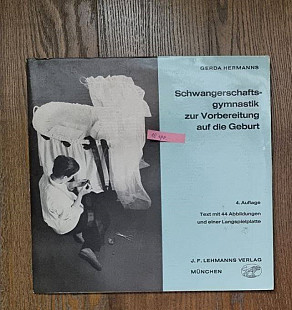 GERDA HERMANNS
Schwangerschafts-
gymnastik
zur Vorbereitung
auf die Geburt
4. Auflage
Text mit 44 Abbildungen
und einer Langspielplatte
J. F. LEHMANNS VERLAG
MÜNCHEN